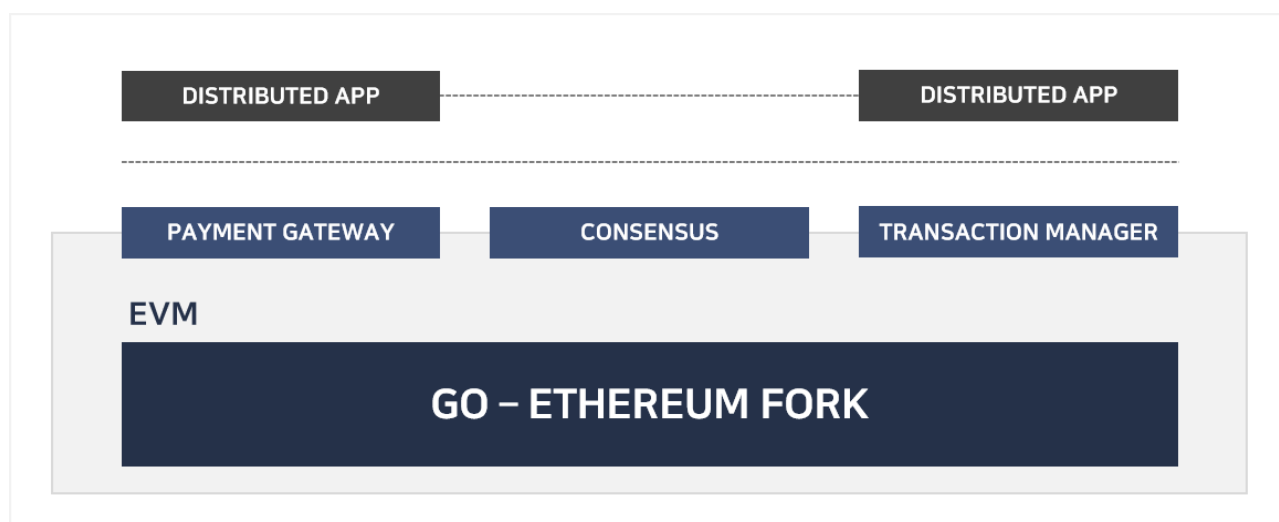 DISTRIBUTED APP
DISTRIBUTED APP
PAYMENT GATEWAY
CONSENSUS
TRANSACTION MANAGER
EVM
GO – ETHEREUM FORK